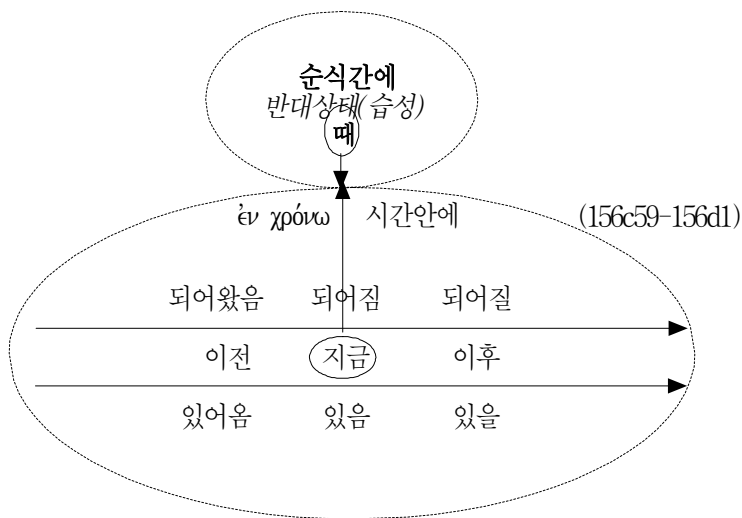 순식간에
반대상태(습성)
때
ἐν χρόνω 시간안에 (156c59-156d1)
되어왔음 되어짐 되어질
이전 지금 이후
있어옴 있음 있을